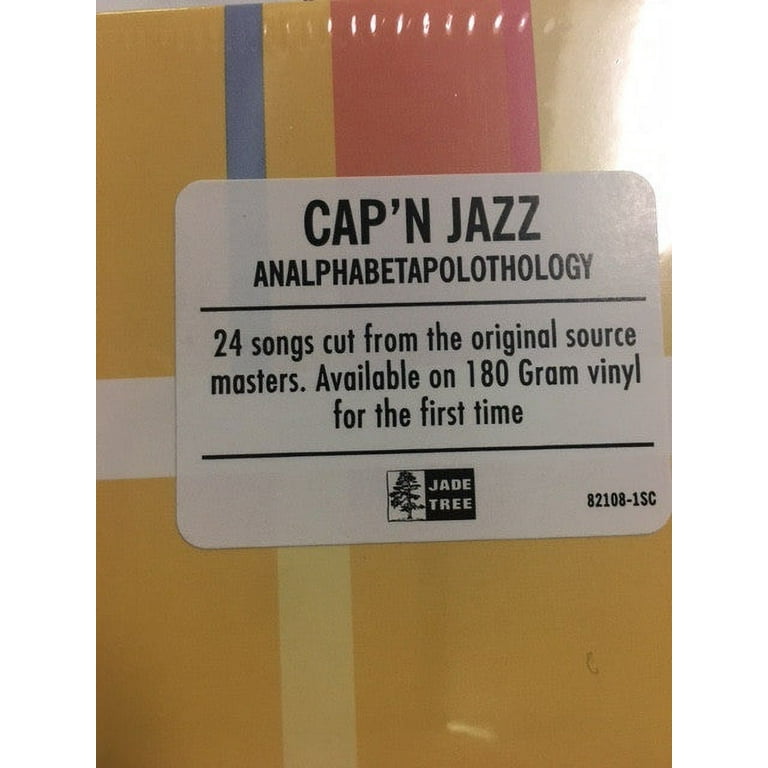 CAP'N JAZZ
ANALPHABETAPOLOTHOLOGY
24 songs cut from the original source
masters. Available on 180 Gram vinyl
for the first time
JADE
TREE
82108-1SC